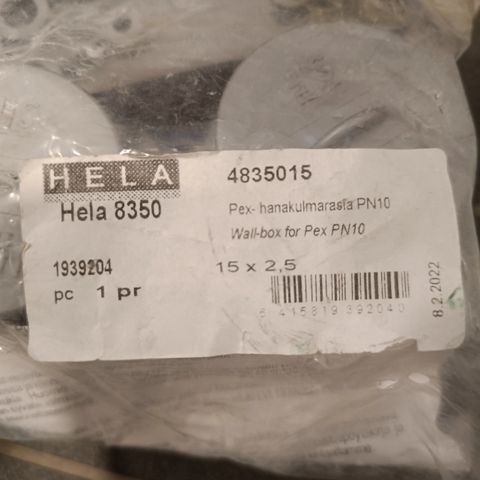 HELA
4835015
Hela 8350
Pex- hanakulmarasia PN10
Wall-box for Pex PN10
1939204
15 x 2,5
pc 1 pr
6 415819 392040
8.2.2022